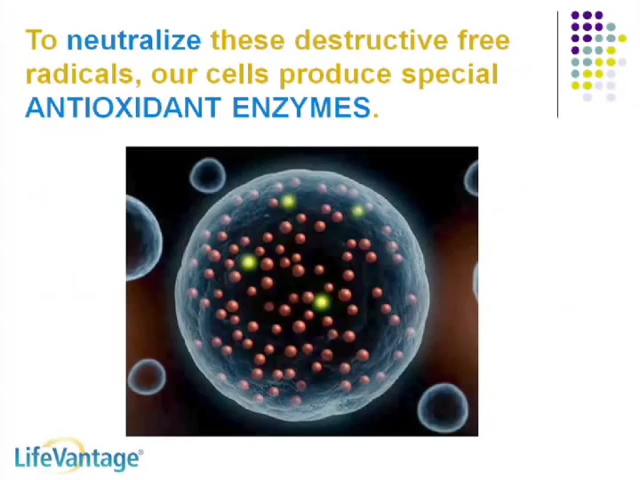 To neutralize these destructive free
radicals, our cells produce special
ANTIOXIDANT ENZYMES.
LifeVantage®